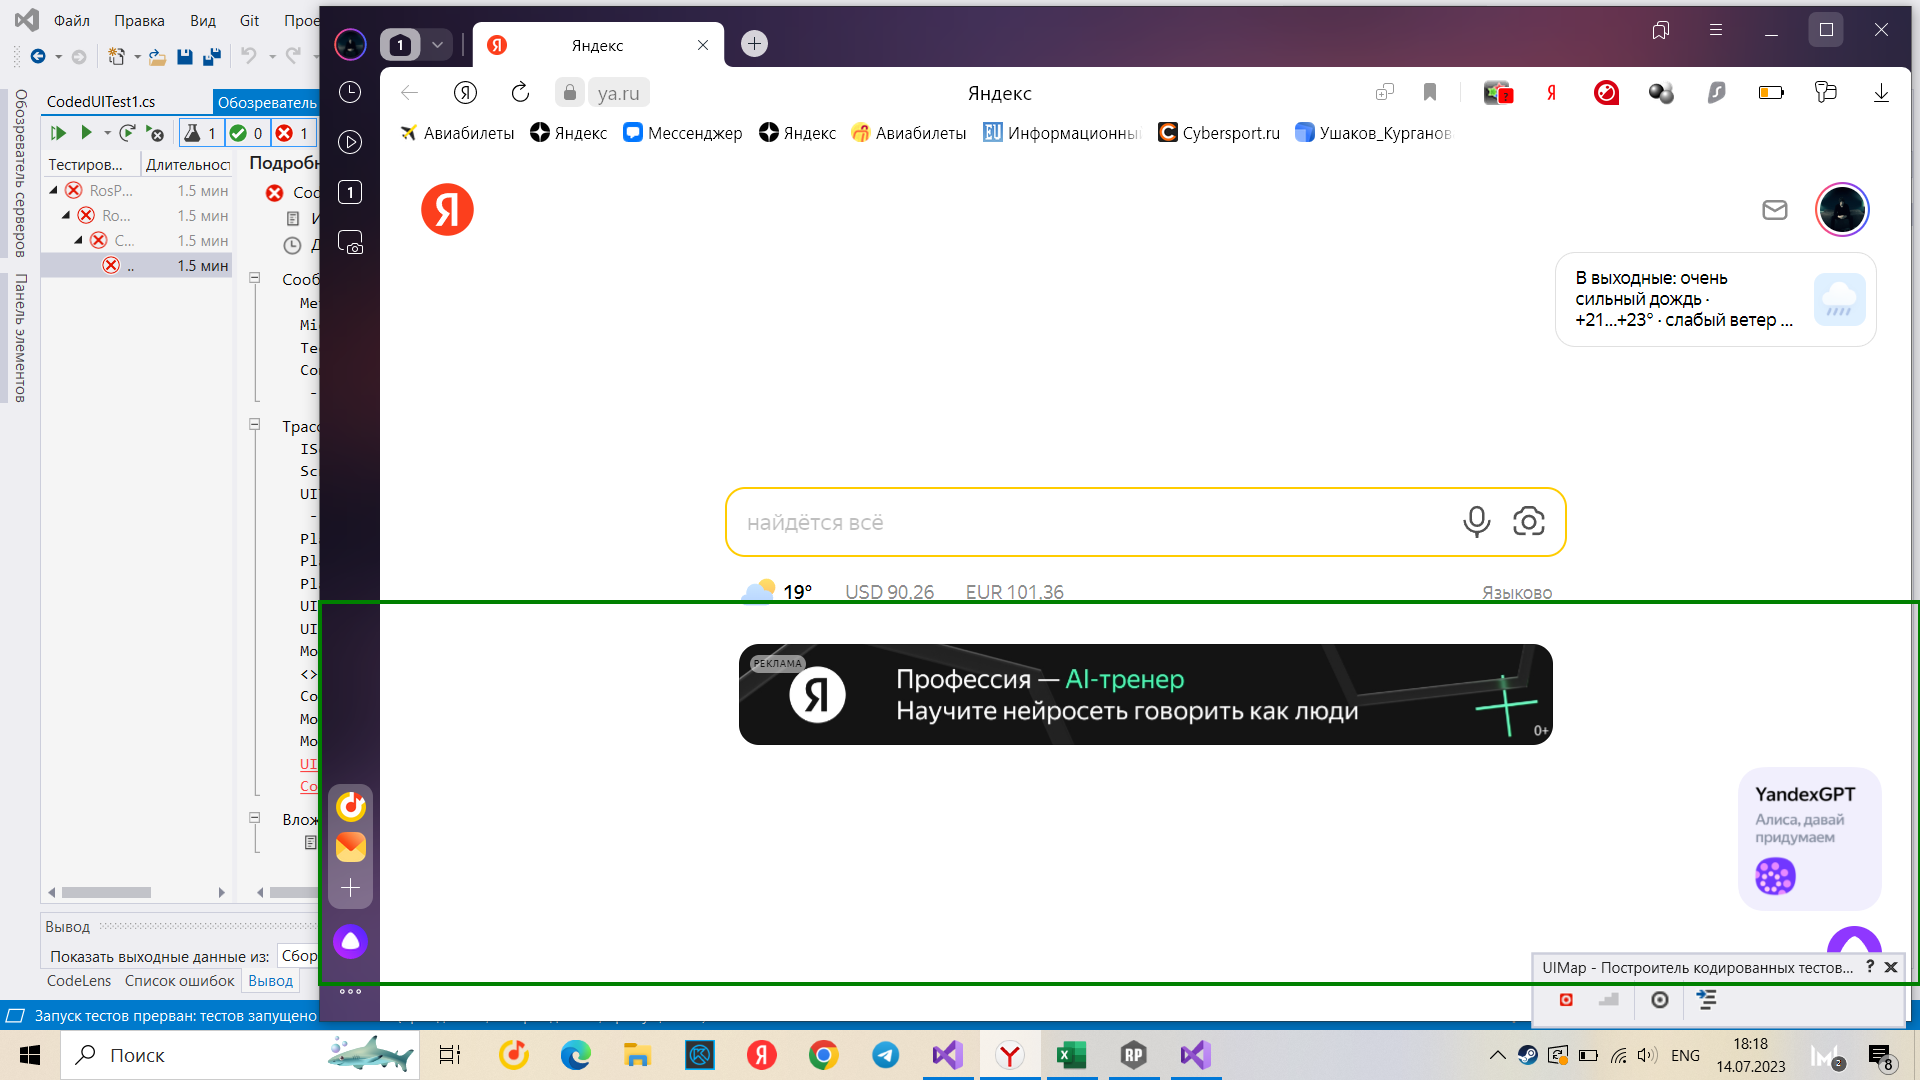 Файл Правка Вид Git Прое
CodedUITest1.cs
Обозреватель
1 0 1
Тестиров... Длительност
RosP... 1.5 мин
Ro... 1.5 мин
C... 1.5 мин
.. 1.5 мин
Обозреватель серверов
Панель элементов
Подробн
Соо
Сооб
Ме
Mi
Te
Co
-
Трас
IS
Sc
UI
-
Pl
Pl
Pl
UI
UI
Mo
<>
Co
Mo
Mo
UI
Co
Влож
Вывод
Показать выходные данные из: Сбор
CodeLens Список ошибок Вывод
Запуск тестов прерван: тестов запущено
1
Яндекс
ya.ru
Яндекс
Авиабилеты Яндекс Мессенджер Яндекс Авиабилеты Информационны Cybersport.ru Ушаков_Курганов
1
Я
В выходные: очень
сильный дождь ·
+21...+23° · слабый ветер ...
найдётся всё
19° USD 90,26 EUR 101,36 Языково
РЕКЛАМА
Я
Профессия — AI-тренер
Научите нейросеть говорить как люди
0+
YandexGPT
Алиса, давай
придумаем
UIMap - Построитель кодированных тестов... ?
Поиск
RP
ENG
18:18
14.07.2023
2
8